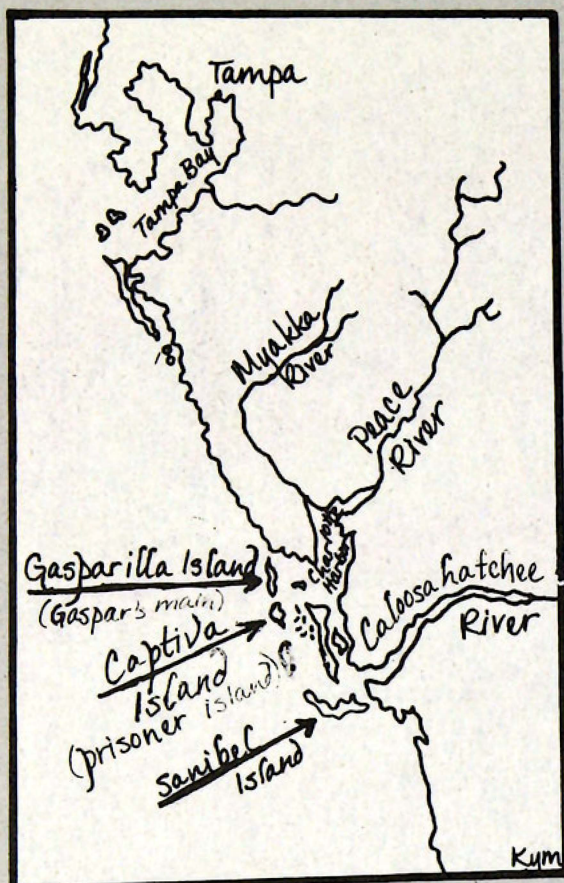 Tampa
Tampa Bay
Myakka
River
Peace
River
Charlotte
Harbor
Gasparilla Island
(Gaspar's main)
Captiva
Island
(prisoner island)
Caloosahatchee
River
sanibel
Island
Kym